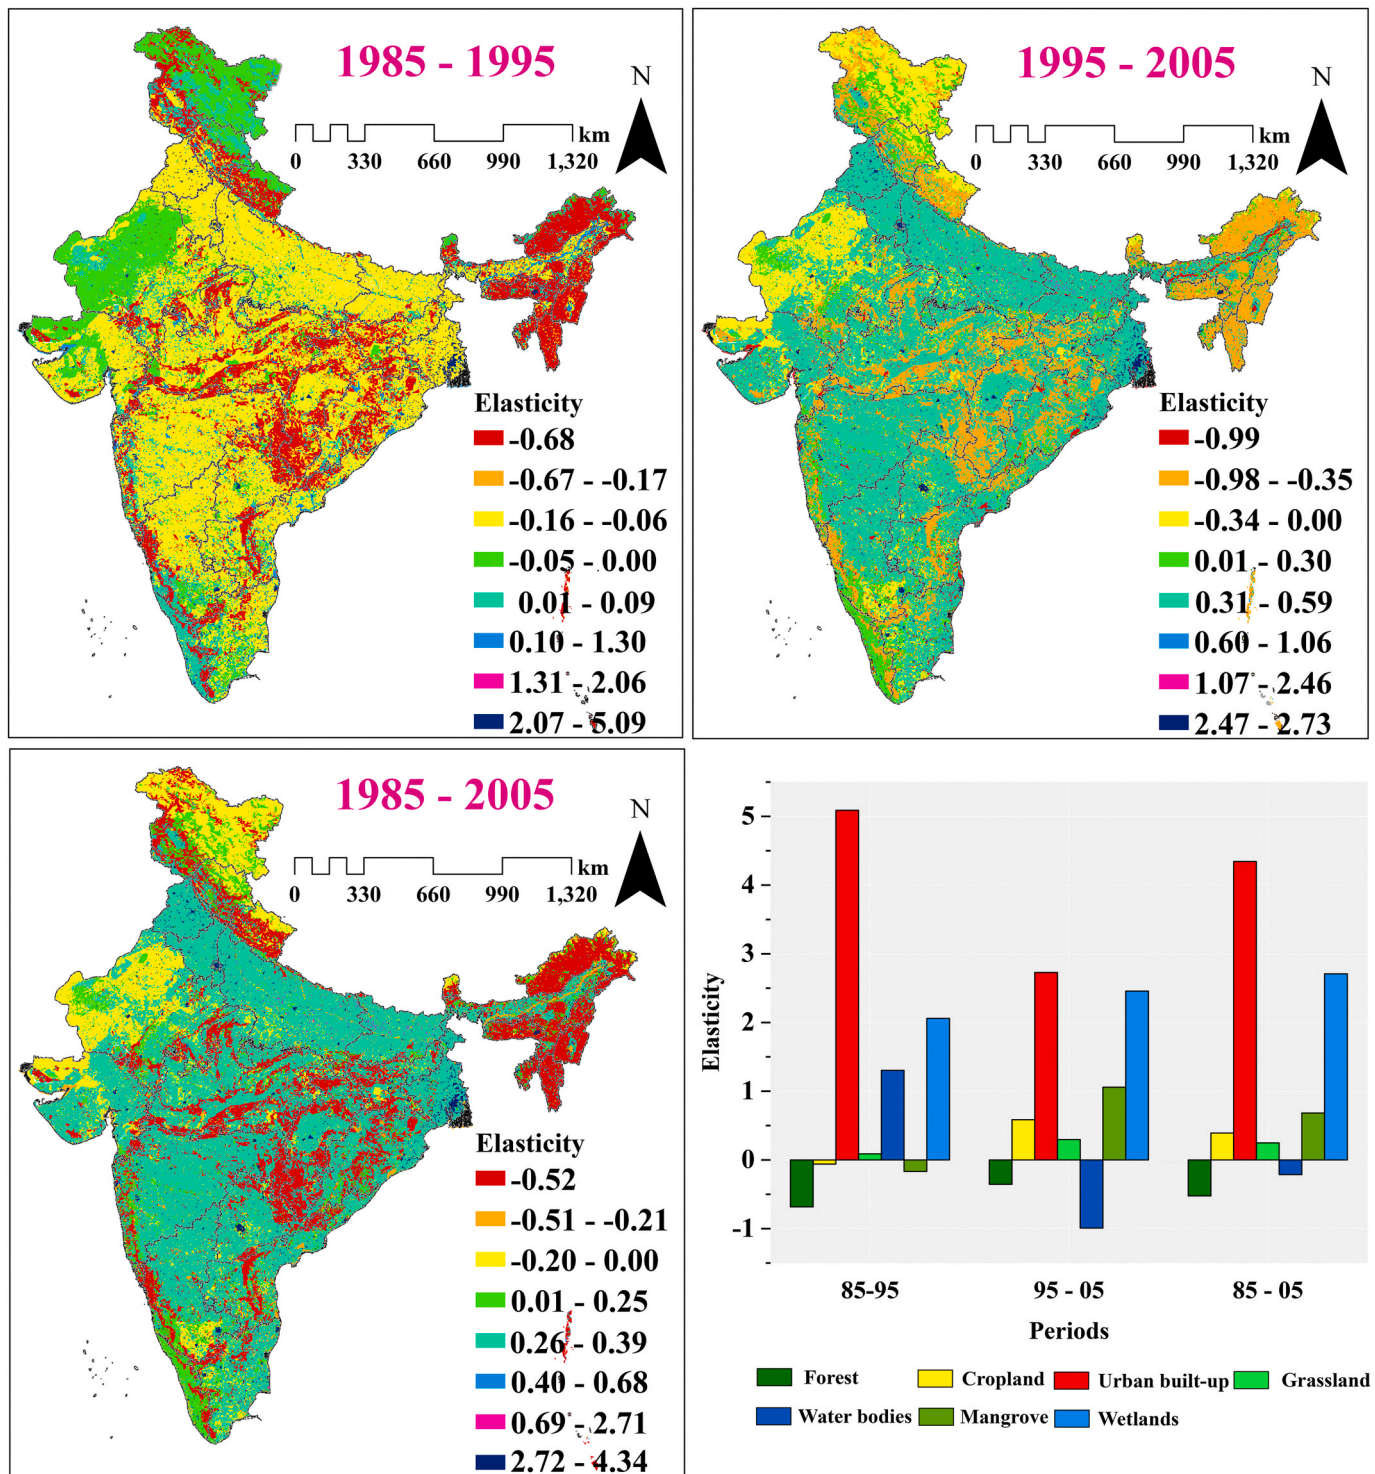 1985 - 1995
N
km
0 330 660 990 1,320
Elasticity
-0.68
-0.67 - -0.17
-0.16 - -0.06
-0.05 - 0.00
0.01 - 0.09
0.10 - 1.30
1.31 - 2.06
2.07 - 5.09
1995 - 2005
N
km
0 330 660 990 1,320
Elasticity
-0.99
-0.98 - -0.35
-0.34 - 0.00
0.01 - 0.30
0.31 - 0.59
0.60 - 1.06
1.07 - 2.46
2.47 - 2.73
1985 - 2005
N
km
0 330 660 990 1,320
Elasticity
-0.52
-0.51 - -0.21
-0.20 - 0.00
0.01 - 0.25
0.26 - 0.39
0.40 - 0.68
0.69 - 2.71
2.72 - 4.34
5
4
3
2
1
0
-1
Elasticity
85-95 95 - 05 85 - 05
Periods
Forest Cropland Urban built-up Grassland
Water bodies Mangrove Wetlands